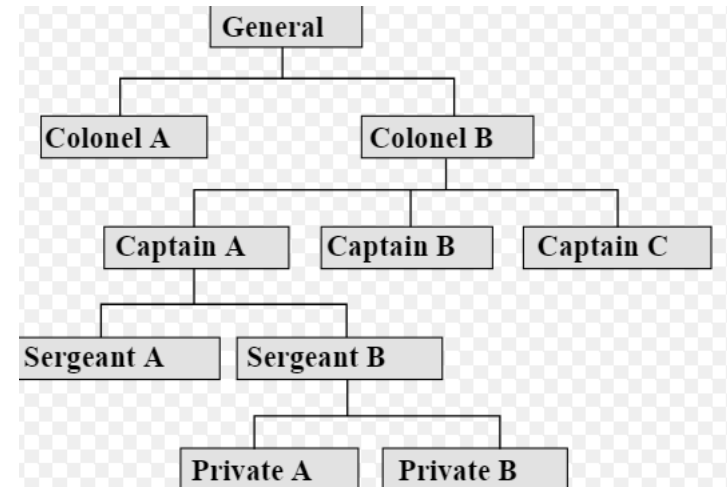 General
Colonel A
Colonel B
Captain A
Captain B
Captain C
Sergeant A
Sergeant B
Private A
Private B